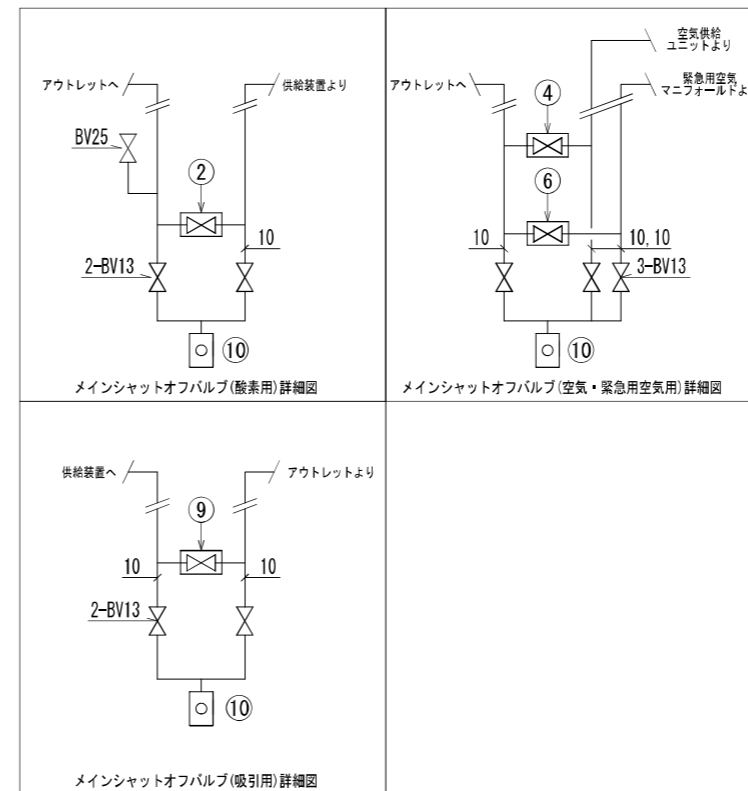 アウトレットへ
供給装置より
BV25
②
10
2-BV13
⑩
メインシャットオフバルブ(酸素用)詳細図
空気供給
ユニットより
アウトレットへ
緊急用空気
マニフォールドよ
④
⑥
10
10, 10
3-BV13
⑩
メインシャットオフバルブ(空気・緊急用空気用)詳細図
供給装置へ
アウトレットより
⑨
10
10
2-BV13
⑩
メインシャットオフバルブ(吸引用)詳細図